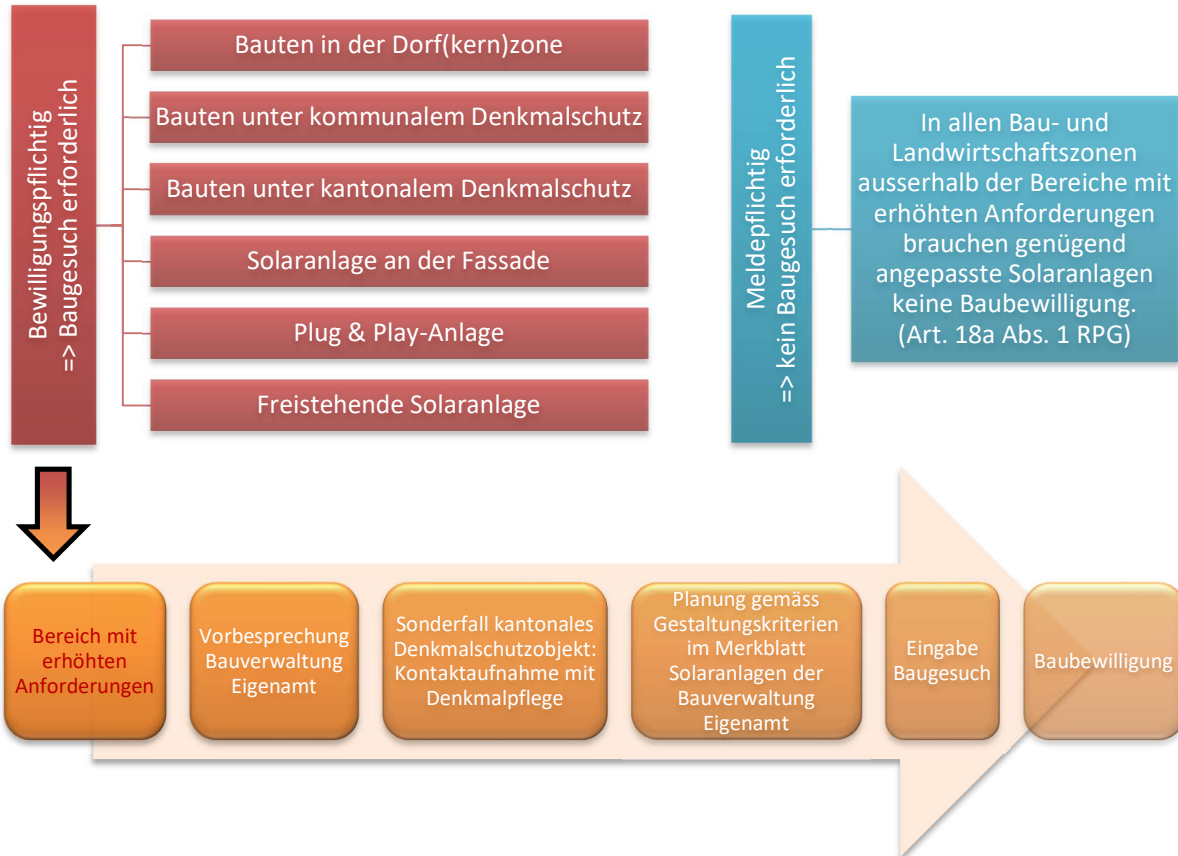 Bewilligungspflichtig
=> Baugesuch erforderlich
Bauten in der Dorf(kern)zone
Bauten unter kommunalem Denkmalschutz
Bauten unter kantonalem Denkmalschutz
Solaranlage an der Fassade
Plug & Play-Anlage
Freistehende Solaranlage
Meldepflichtig
=> kein Baugesuch erforderlich
In allen Bau- und
Landwirtschaftszonen
ausserhalb der Bereiche mit
erhöhten Anforderungen
brauchen genügend
angepasste Solaranlagen
keine Baubewilligung.
(Art. 18a Abs. 1 RPG)
Bereich mit
erhöhten
Anforderungen
Vorbesprechung
Bauverwaltung
Eigenamt
Sonderfall kantonales
Denkmalschutzobjekt:
Kontaktaufnahme mit
Denkmalpflege
Planung gemäss
Gestaltungskriterien
im Merkblatt
Solaranlagen der
Bauverwaltung
Eigenamt
Eingabe
Baugesuch
Baubewilligung